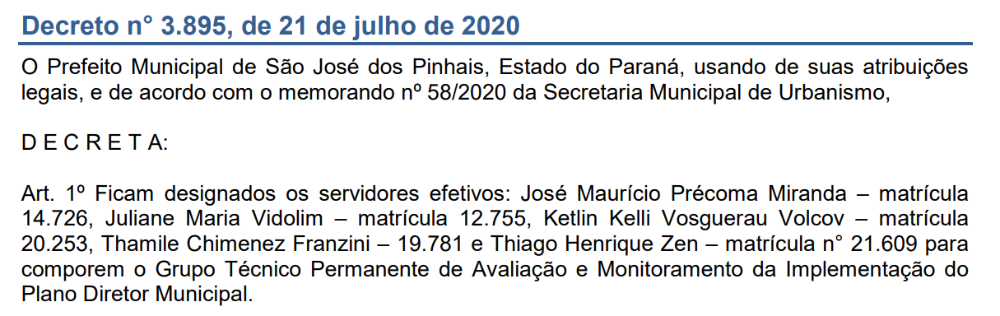 Decreto n° 3.895, de 21 de julho de 2020
O Prefeito Municipal de São José dos Pinhais, Estado do Paraná, usando de suas atribuições
legais, e de acordo com o memorando nº 58/2020 da Secretaria Municipal de Urbanismo,
D E C R E T A:
Art. 1º Ficam designados os servidores efetivos: José Maurício Précoma Miranda – matrícula
14.726, Juliane Maria Vidolim – matrícula 12.755, Ketlin Kelli Vosguerau Volcov – matrícula
20.253, Thamile Chimenez Franzini – 19.781 e Thiago Henrique Zen – matrícula n° 21.609 para
comporem o Grupo Técnico Permanente de Avaliação e Monitoramento da Implementação do
Plano Diretor Municipal.